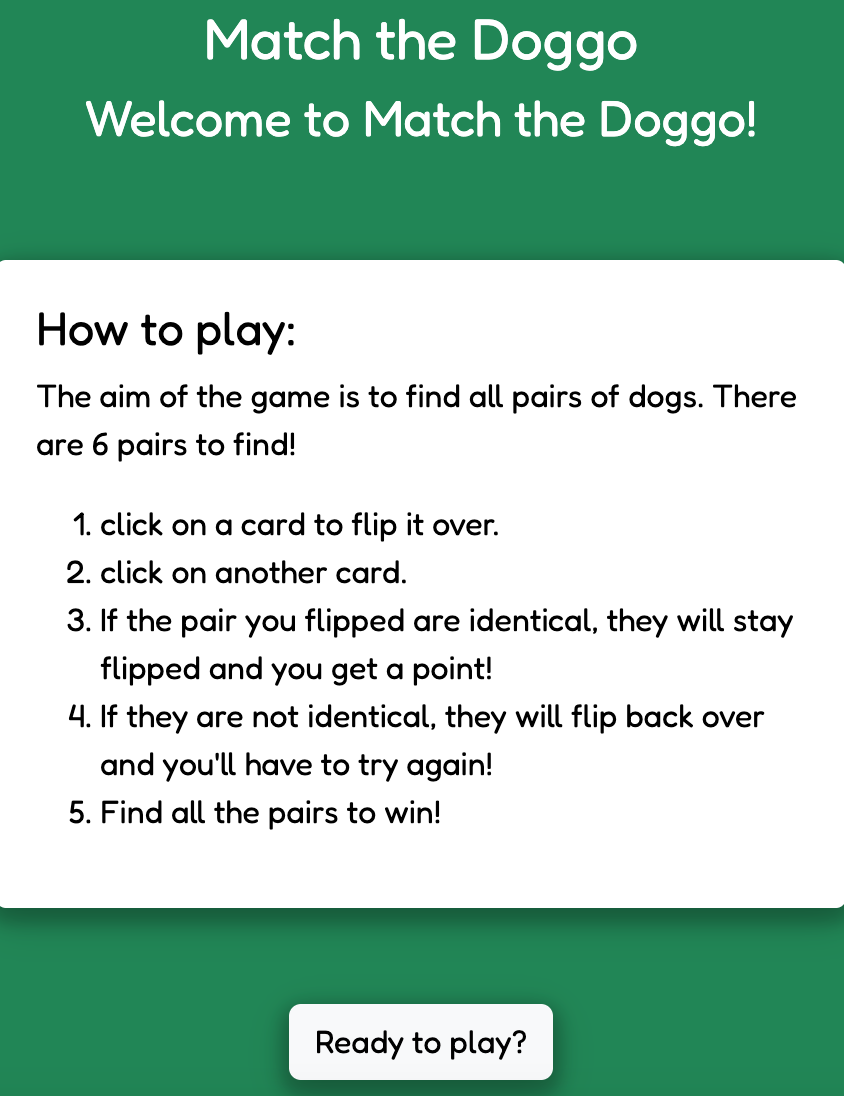 Match the Doggo
Welcome to Match the Doggo!
How to play:
The aim of the game is to find all pairs of dogs. There
are 6 pairs to find!
1. click on a card to flip it over.
2. click on another card.
3. If the pair you flipped are identical, they will stay
flipped and you get a point!
4. If they are not identical, they will flip back over
and you'll have to try again!
5. Find all the pairs to win!
Ready to play?